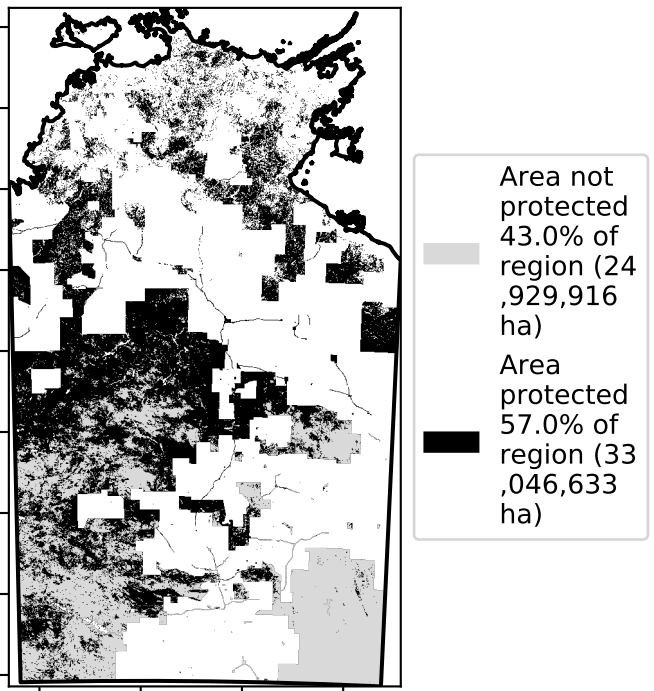 Area not
protected
43.0% of
region (24
,929,916
ha)
Area
protected
57.0% of
region (33
,046,633
ha)